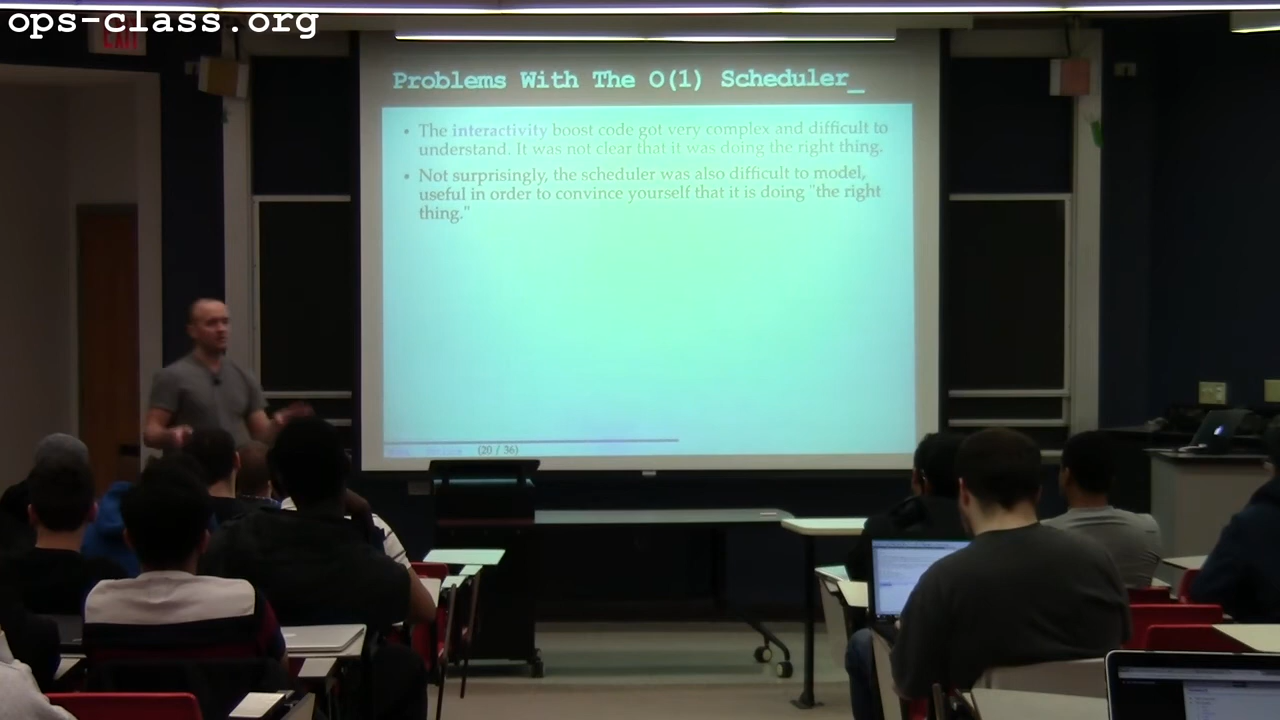 ops-class.org
EXIT
Problems With The O(1) Scheduler_
• The interactivity boost code got very complex and difficult to
understand. It was not clear that it was doing the right thing.
• Not surprisingly, the scheduler was also difficult to model,
useful in order to convince yourself that it is doing "the right
thing."
(20 / 36)